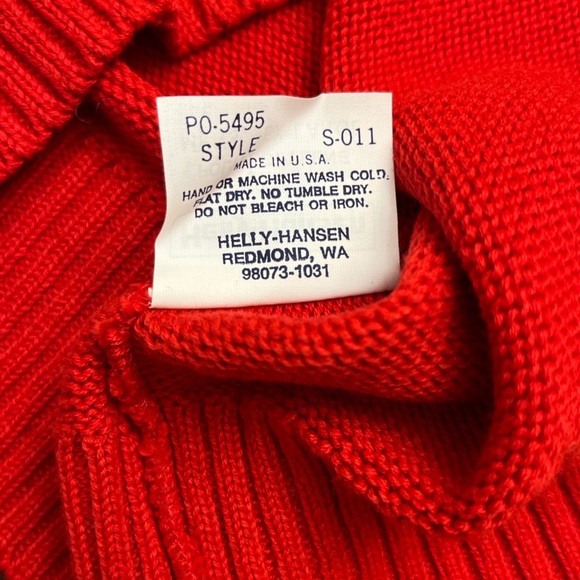 PO-5495
STYLE S-011
MADE IN U.S.A.
HAND OR MACHINE WASH COLD.
FLAT DRY. NO TUMBLE DRY.
DO NOT BLEACH OR IRON.
HELLY-HANSEN
REDMOND, WA
98073-1031